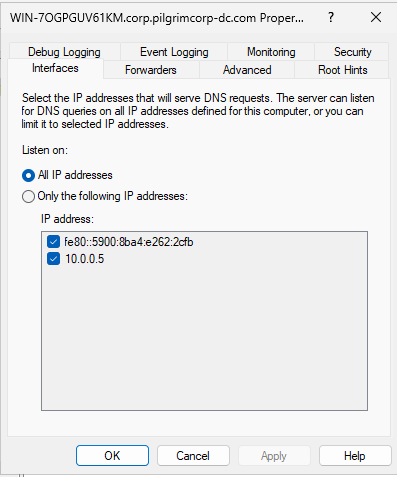 WIN-7OGPGUV61KM.corp.pilgrimcorp-dc.com Proper... ? ×
Debug Logging Event Logging Monitoring Security
Interfaces Forwarders Advanced Root Hints
Select the IP addresses that will serve DNS requests. The server can listen
for DNS queries on all IP addresses defined for this computer, or you can
limit it to selected IP addresses.
Listen on:
All IP addresses
Only the following IP addresses:
IP address:
fe80::5900:8ba4:e262:2cfb
10.0.0.5
OK Cancel Apply Help